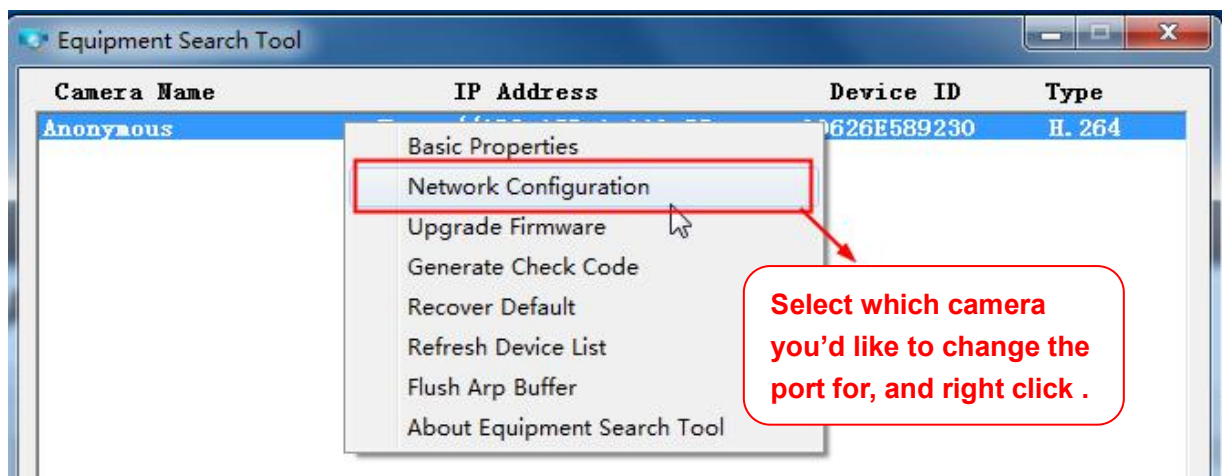 Equipment Search Tool
Camera Name IP Address Device ID Type
Anonymous 626E589230 H.264
Basic Properties
Network Configuration
Upgrade Firmware
Generate Check Code
Recover Default
Refresh Device List
Flush Arp Buffer
About Equipment Search Tool
Select which camera
you'd like to change the
port for, and right click .